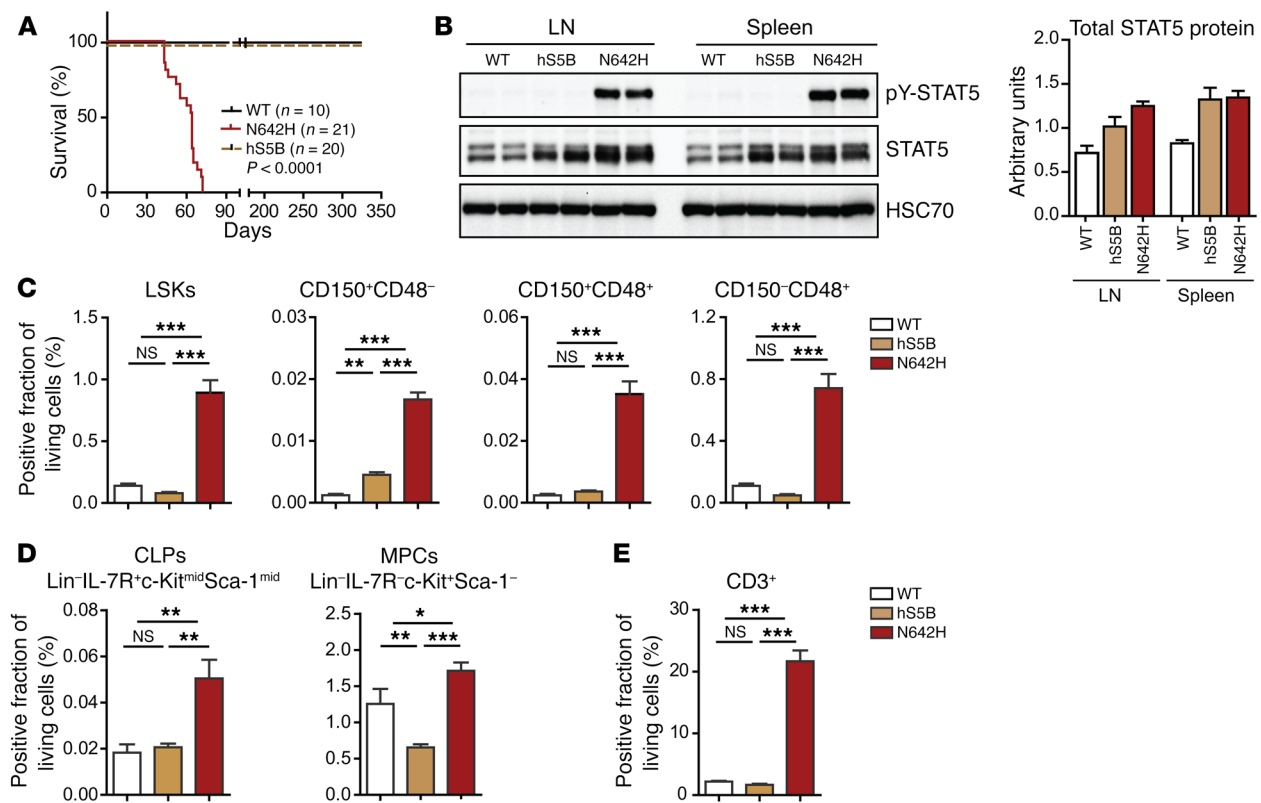 A
Survival (%)
100
50
0
0 30 60 90 200 250 300 350
Days
WT (n = 10)
N642H (n = 21)
hS5B (n = 20)
P < 0.0001
B
LN Spleen
WT hS5B N642H WT hS5B N642H
pY-STAT5
STAT5
HSC70
Total STAT5 protein
Arbitrary units
2.0
1.5
1.0
0.5
0.0
WT hS5B N642H WT hS5B N642H
LN Spleen
C
Positive fraction of
living cells (%)
LSKs
1.5
1.0
0.5
0.0
***
NS ***
CD150+CD48–
0.03
0.02
0.01
0.00
***
** ***
CD150+CD48+
0.06
0.04
0.02
0.00
***
NS ***
CD150–CD48+
1.2
0.8
0.4
0.0
***
NS ***
WT
hS5B
N642H
D
Positive fraction of
living cells (%)
CLPs
Lin–IL-7R+c-KitmidSca-1mid
0.08
0.06
0.04
0.02
0.00
**
NS **
MPCs
Lin–IL-7R–c-Kit+Sca-1–
2.5
2.0
1.5
1.0
0.5
0.0
*
** ***
E
Positive fraction of
living cells (%)
CD3+
30
20
10
0
***
NS ***
WT
hS5B
N642H